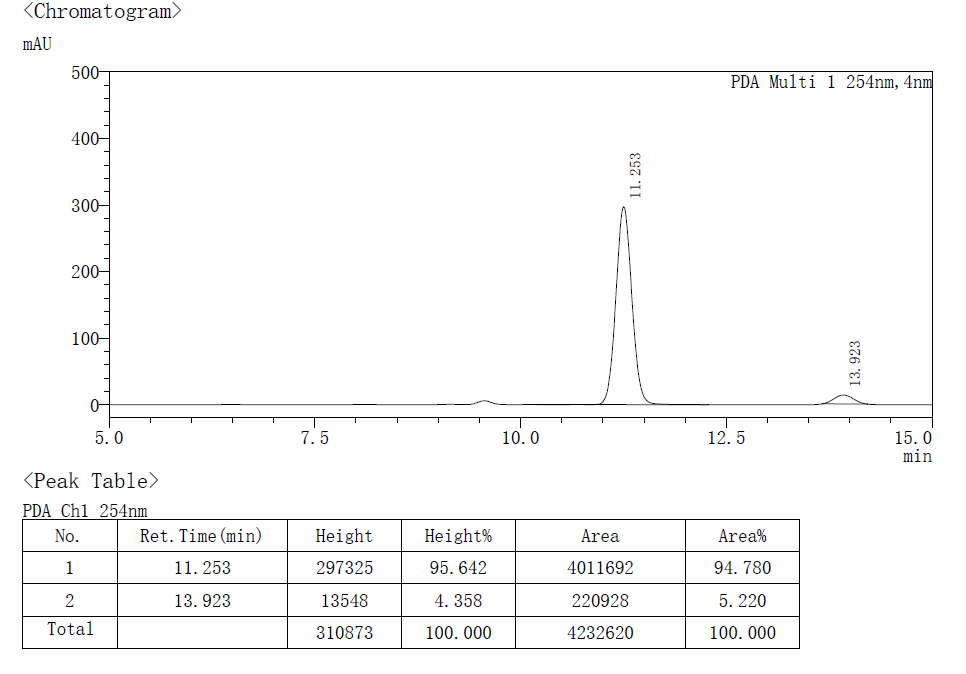 <Chromatogram>
mAU
500
PDA Multi 1 254nm,4nm
400
11.253
300
200
100
13.923
0
5.0 7.5 10.0 12.5 15.0
min
<Peak Table>
PDA Ch1 254nm
No. Ret.Time(min) Height Height% Area Area%
1 11.253 297325 95.642 4011692 94.780
2 13.923 13548 4.358 220928 5.220
Total 310873 100.000 4232620 100.000